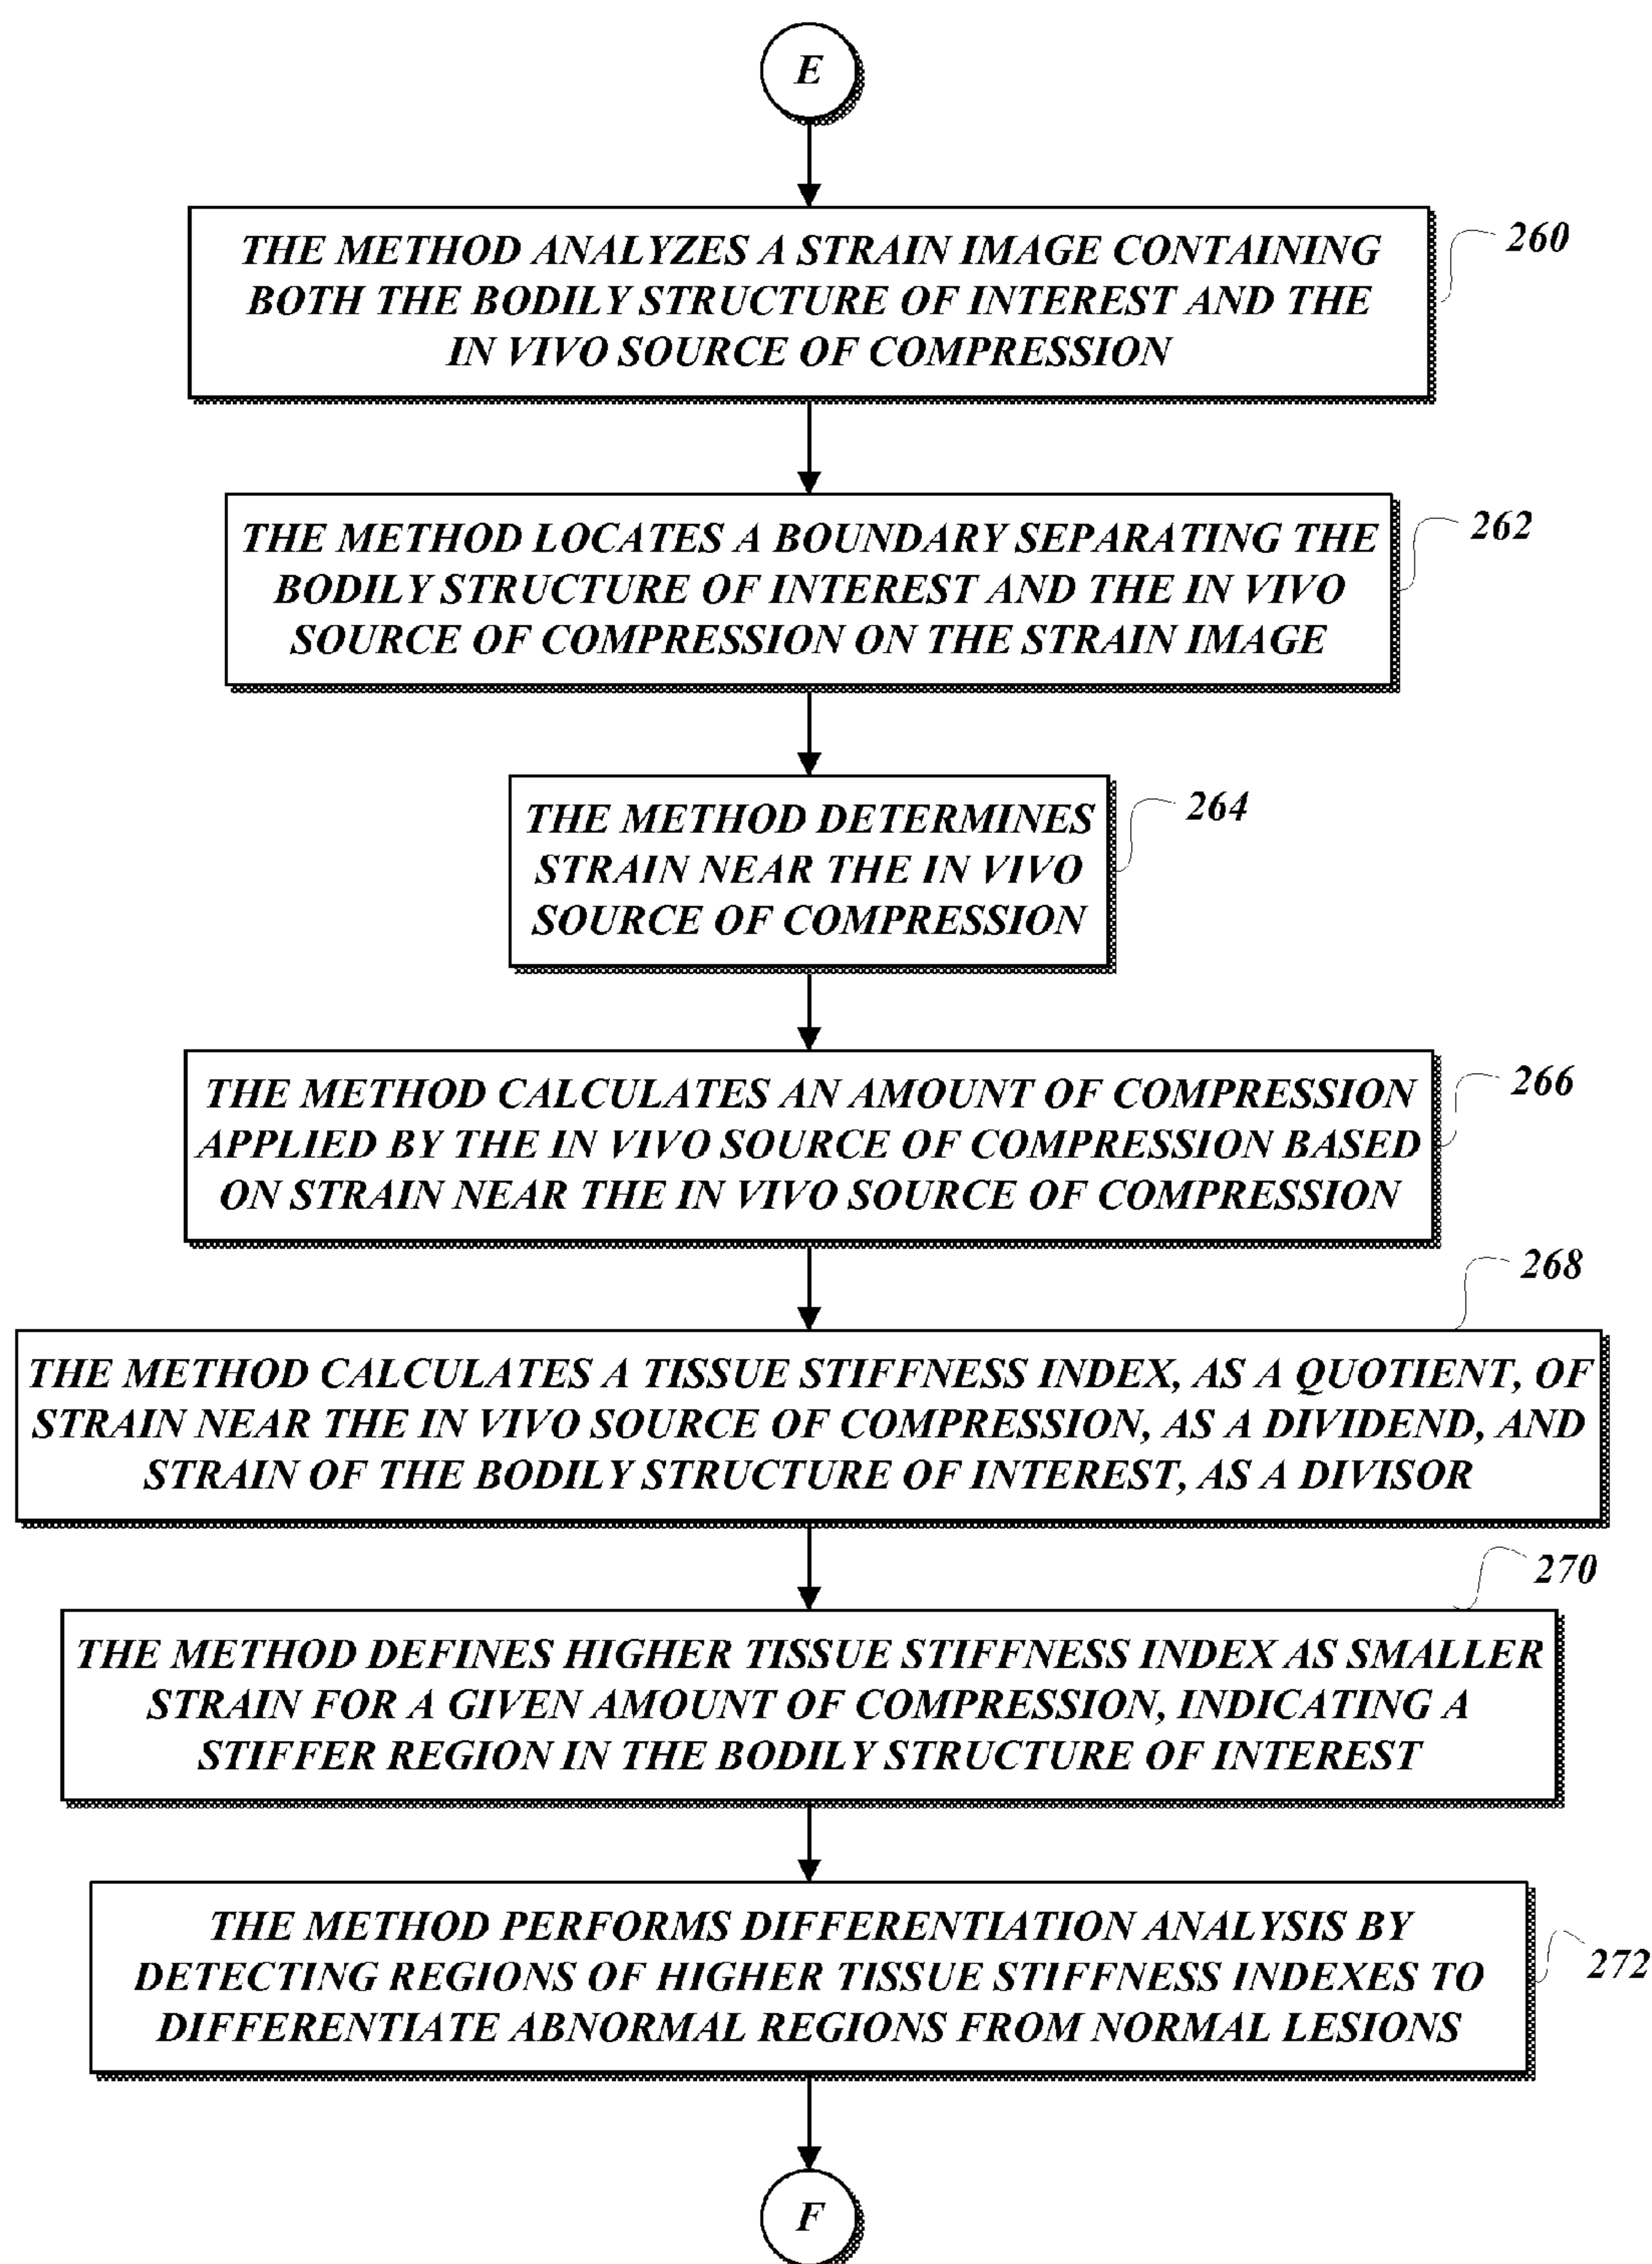 E
THE METHOD ANALYZES A STRAIN IMAGE CONTAINING
BOTH THE BODILY STRUCTURE OF INTEREST AND THE
IN VIVO SOURCE OF COMPRESSION
260
THE METHOD LOCATES A BOUNDARY SEPARATING THE
BODILY STRUCTURE OF INTEREST AND THE IN VIVO
SOURCE OF COMPRESSION ON THE STRAIN IMAGE
262
THE METHOD DETERMINES
STRAIN NEAR THE IN VIVO
SOURCE OF COMPRESSION
264
THE METHOD CALCULATES AN AMOUNT OF COMPRESSION
APPLIED BY THE IN VIVO SOURCE OF COMPRESSION BASED
ON STRAIN NEAR THE IN VIVO SOURCE OF COMPRESSION
266
268
THE METHOD CALCULATES A TISSUE STIFFNESS INDEX, AS A QUOTIENT, OF
STRAIN NEAR THE IN VIVO SOURCE OF COMPRESSION, AS A DIVIDEND, AND
STRAIN OF THE BODILY STRUCTURE OF INTEREST, AS A DIVISOR
270
THE METHOD DEFINES HIGHER TISSUE STIFFNESS INDEX AS SMALLER
STRAIN FOR A GIVEN AMOUNT OF COMPRESSION, INDICATING A
STIFFER REGION IN THE BODILY STRUCTURE OF INTEREST
THE METHOD PERFORMS DIFFERENTIATION ANALYSIS BY
DETECTING REGIONS OF HIGHER TISSUE STIFFNESS INDEXES TO
DIFFERENTIATE ABNORMAL REGIONS FROM NORMAL LESIONS
272
F